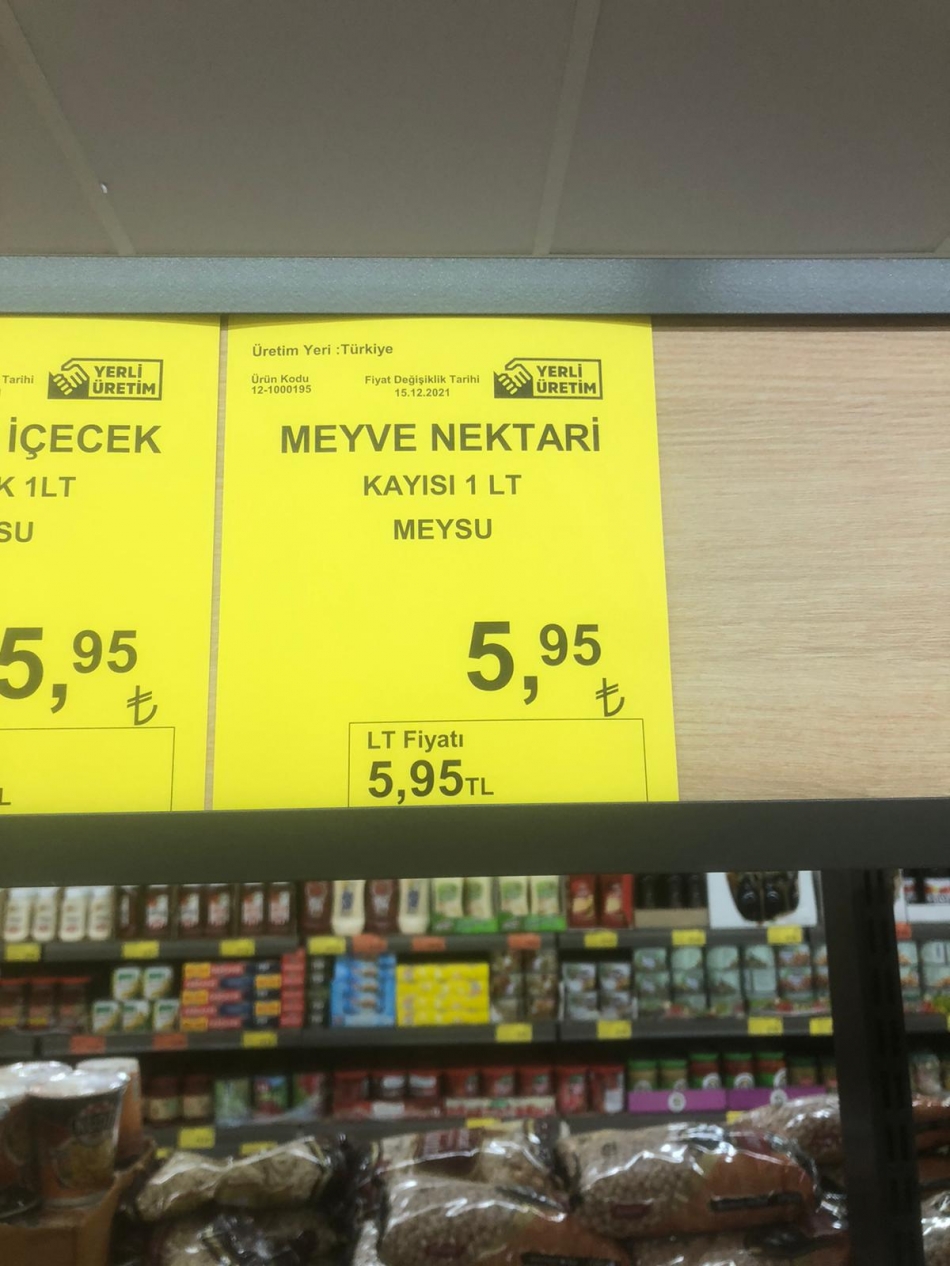 Tarihi
YERLİ
ÜRETİM
İÇECEK
K 1LT
SU
5,95
₺
L
Üretim Yeri :Türkiye
Ürün Kodu
12-1000195
Fiyat Değişiklik Tarihi
15.12.2021
YERLİ
ÜRETİM
MEYVE NEKTARİ
KAYISI 1 LT
MEYSU
5,95
₺
LT Fiyatı
5,95TL